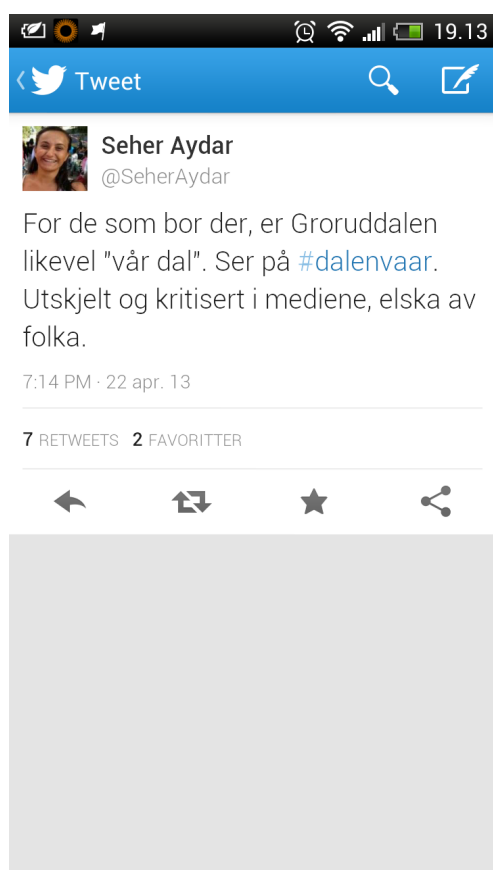 19.13
Tweet
Seher Aydar
@SeherAydar
For de som bor der, er Groruddalen
likevel "vår dal". Ser på #dalenvaar.
Utskjelt og kritisert i mediene, elska av
folka.
7:14 PM · 22 apr. 13
7 RETWEETS 2 FAVORITTER